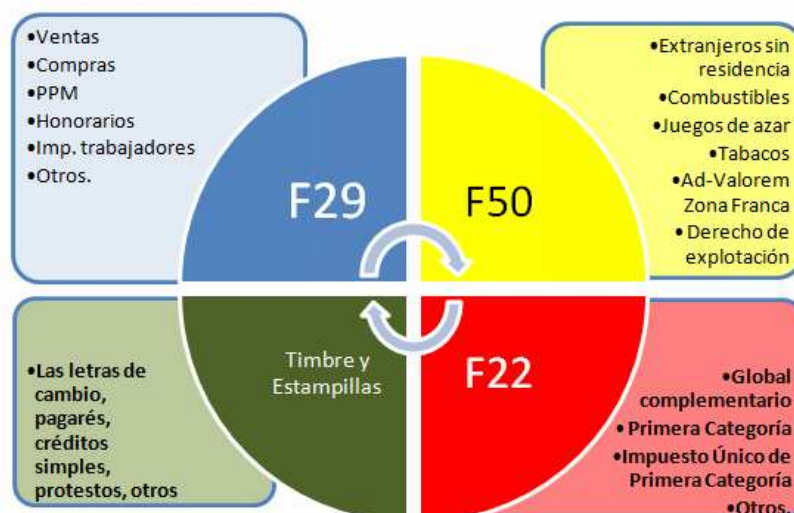 •Ventas
•Compras
•PPM
•Honorarios
•Imp. trabajadores
•Otros.
F29
•Extranjeros sin
residencia
•Combustibles
•Juegos de azar
•Tabacos
•Ad-Valorem
Zona Franca
• Derecho de
explotación
F50
•Las letras de
cambio,
pagarés,
créditos
simples,
protestos, otros
Timbre y
Estampillas
F22
•Global
complementario
• Primera Categoría
•Impuesto Único de
Primera Categoría
•Otros.